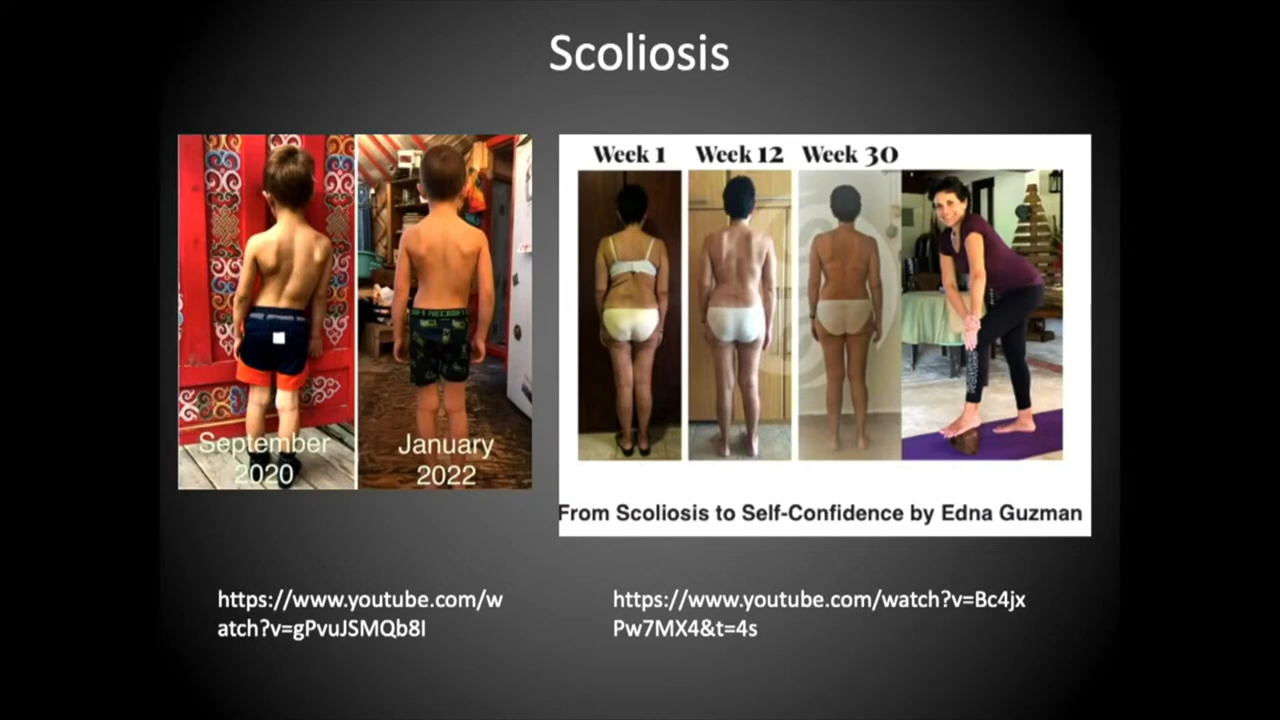 Scoliosis
Week 1
Week 12
Week 30
September
2020
January
2022
From Scoliosis to Self-Confidence by Edna Guzman
https://www.youtube.com/w
atch?v=gPvuJSMQb8I
https://www.youtube.com/watch?v=Bc4jx
Pw7MX4&t=4s